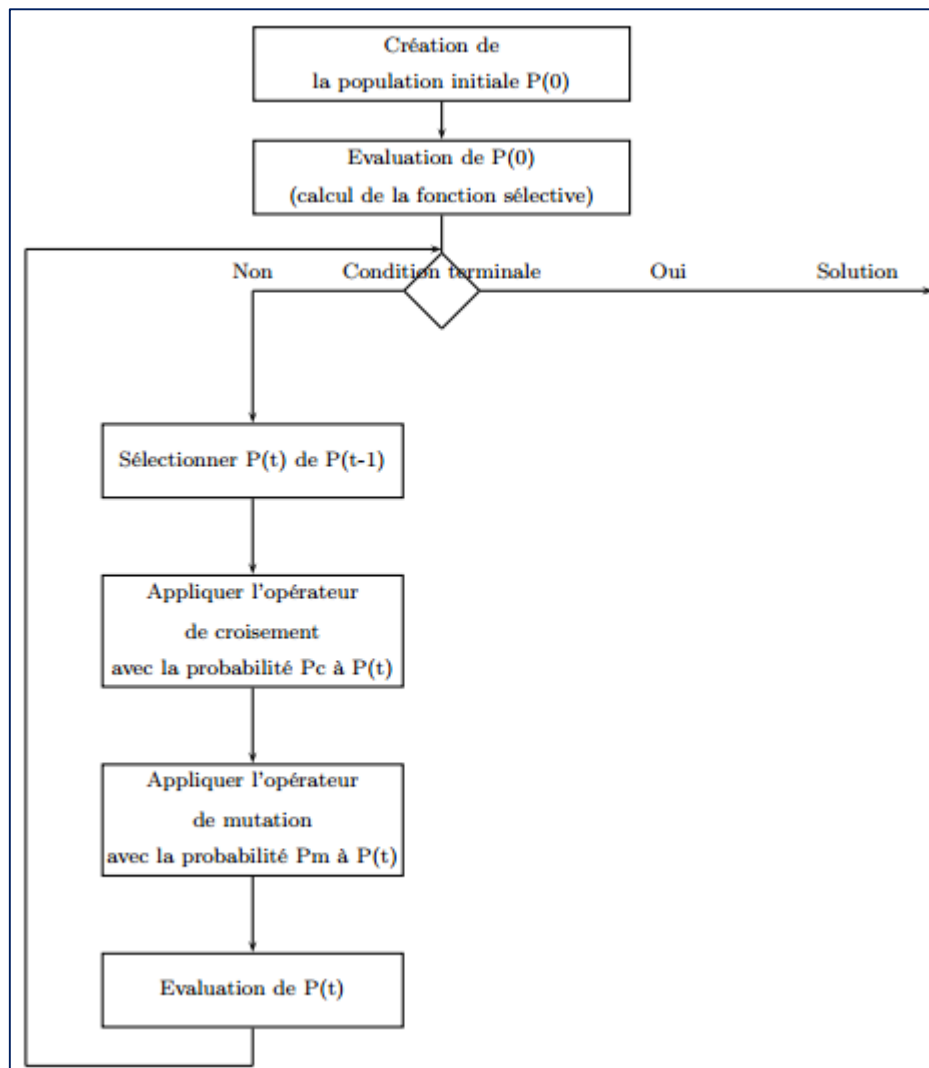 Création de
la population initiale P(0)
Evaluation de P(0)
(calcul de la fonction sélective)
Non
Condition terminale
Oui
Solution
Sélectionner P(t) de P(t-1)
Appliquer l'opérateur
de croisement
avec la probabilité Pc à P(t)
Appliquer l'opérateur
de mutation
avec la probabilité Pm à P(t)
Evaluation de P(t)